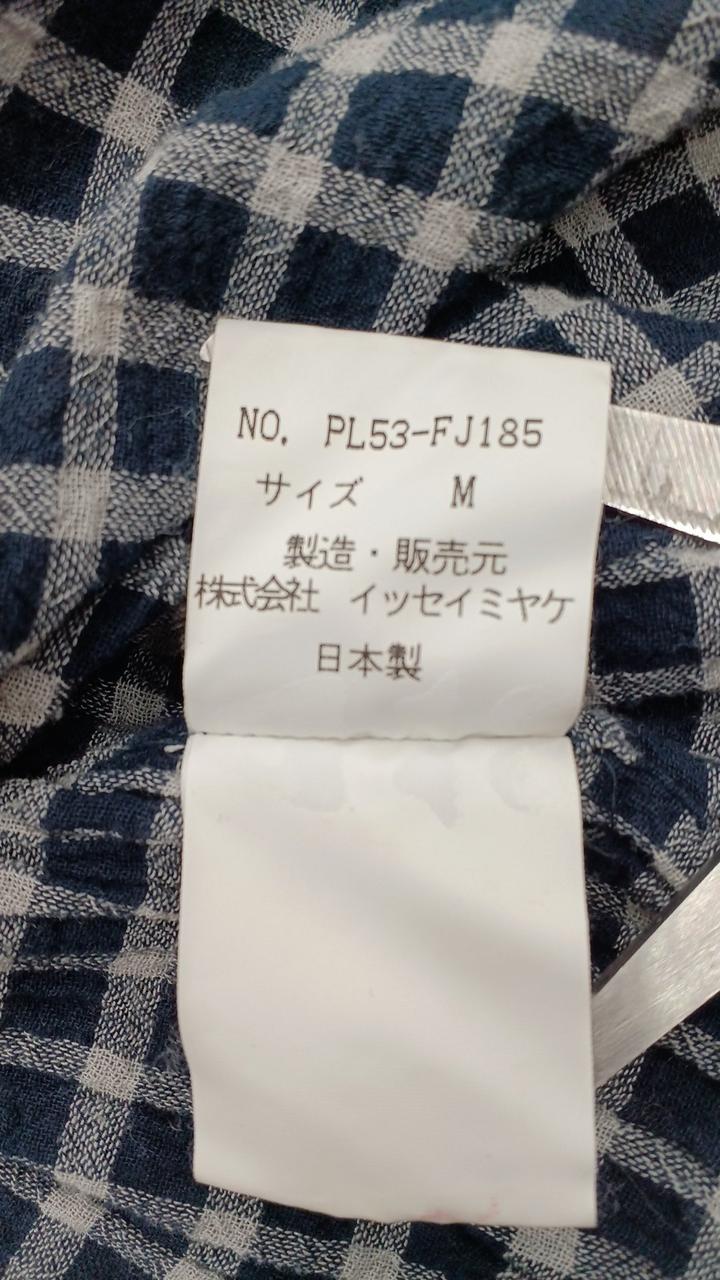 NO. PL53-FJ185
サイズ M
製造・販売元
株式会社 イッセイミヤケ
日本製